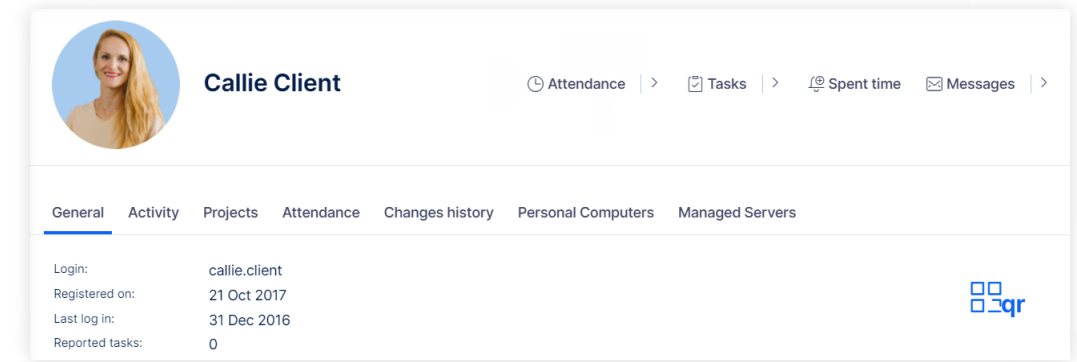 Callie Client
Attendance > Tasks > Spent time Messages >
General Activity Projects Attendance Changes history Personal Computers Managed Servers
Login: callie.client
Registered on: 21 Oct 2017
Last log in: 31 Dec 2016
Reported tasks: 0
qr